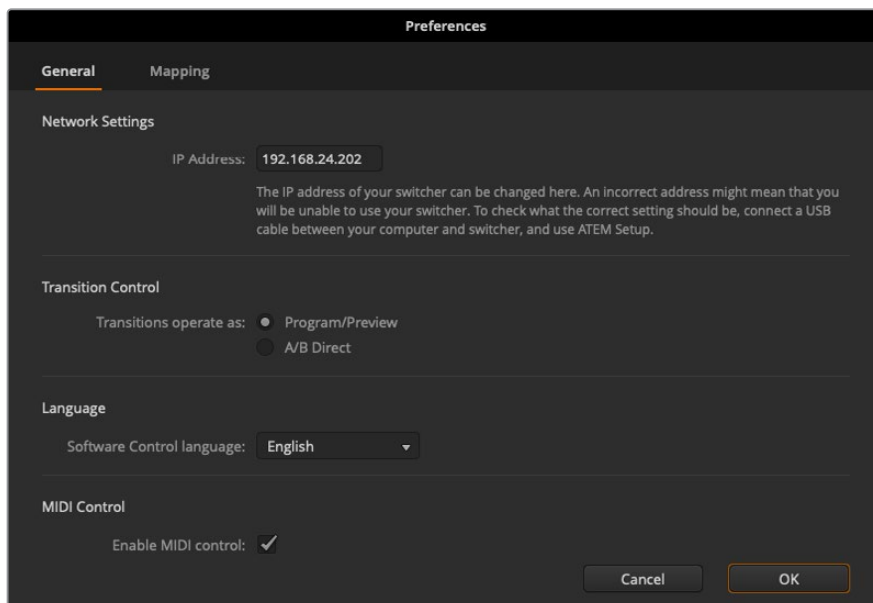 Preferences
General Mapping
Network Settings
IP Address: 192.168.24.202
The IP address of your switcher can be changed here. An incorrect address might mean that you
will be unable to use your switcher. To check what the correct setting should be, connect a USB
cable between your computer and switcher, and use ATEM Setup.
Transition Control
Transitions operate as: Program/Preview
A/B Direct
Language
Software Control language: English
MIDI Control
Enable MIDI control:
Cancel OK